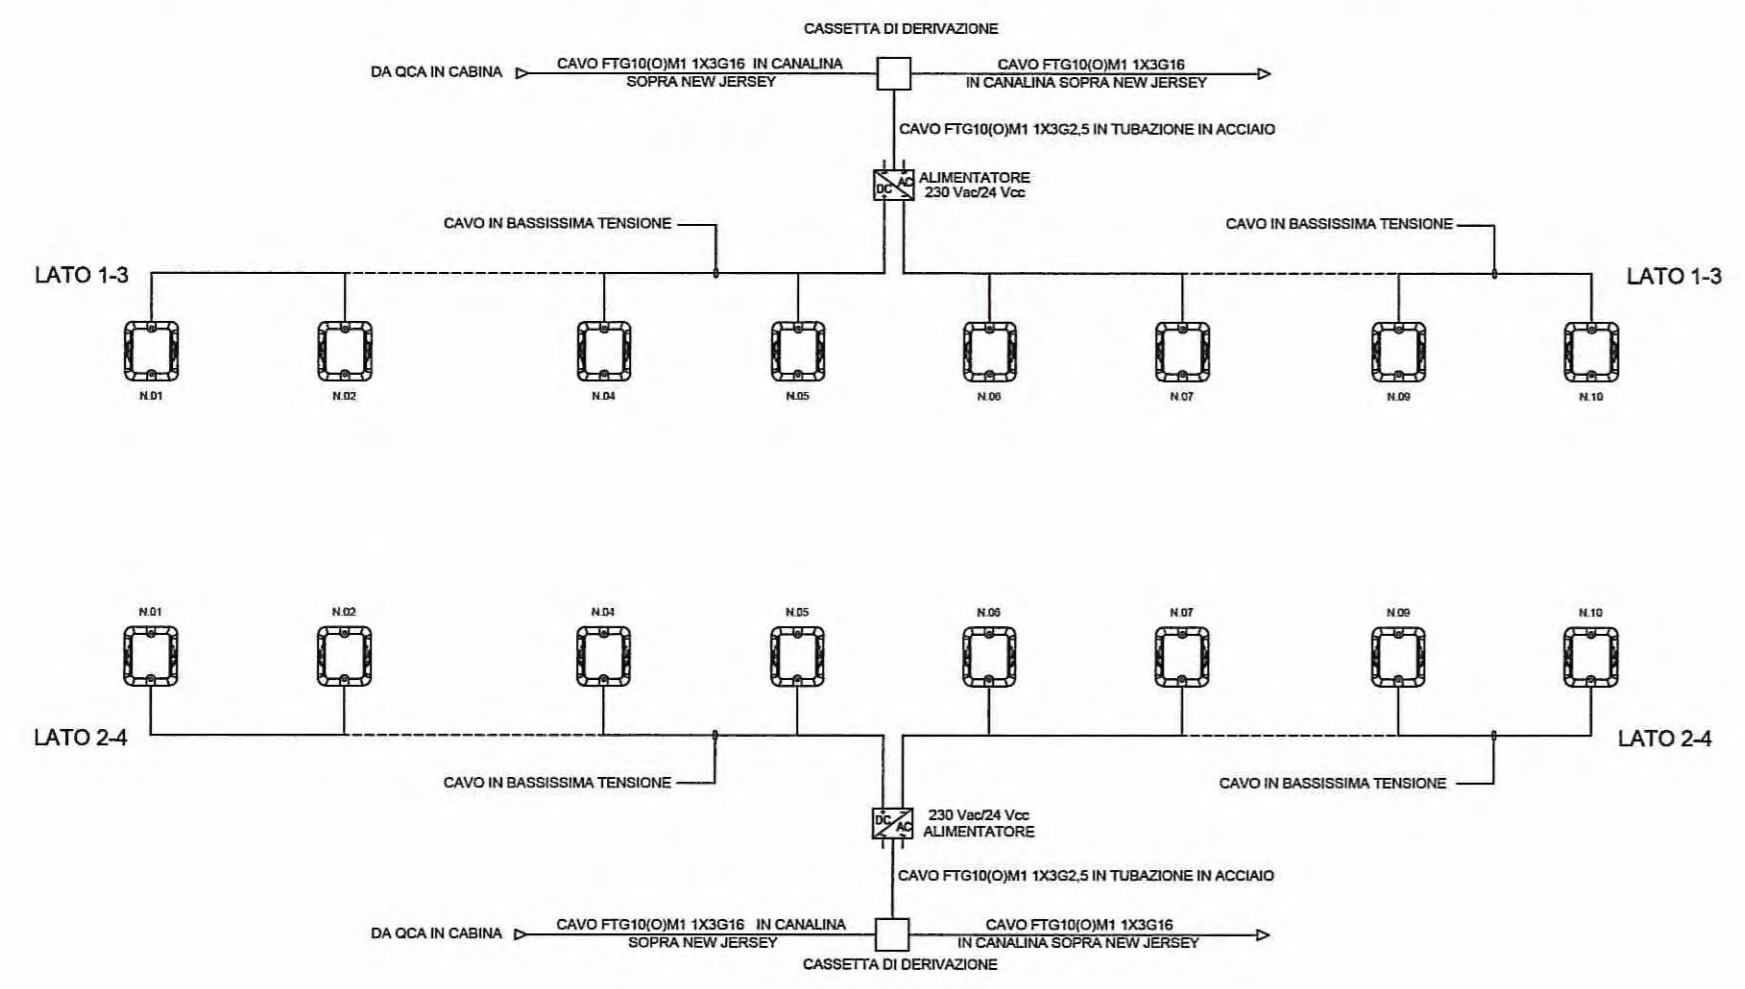 CASSETTA DI DERIVAZIONE
DA QCA IN CABINA
CAVO FTG10(O)M1 1X3G16 IN CANALINA
SOPRA NEW JERSEY
CAVO FTG10(O)M1 1X3G16
IN CANALINA SOPRA NEW JERSEY
CAVO FTG10(O)M1 1X3G2,5 IN TUBAZIONE IN ACCIAIO
DC
AC
ALIMENTATORE
230 Vac/24 Vcc
CAVO IN BASSISSIMA TENSIONE
CAVO IN BASSISSIMA TENSIONE
LATO 1-3
LATO 1-3
N.01
N.02
N.04
N.05
N.06
N.07
N.09
N.10
N.01
N.02
N.04
N.05
N.06
N.07
N.09
N.10
LATO 2-4
LATO 2-4
CAVO IN BASSISSIMA TENSIONE
CAVO IN BASSISSIMA TENSIONE
DC
AC
230 Vac/24 Vcc
ALIMENTATORE
CAVO FTG10(O)M1 1X3G2,5 IN TUBAZIONE IN ACCIAIO
DA QCA IN CABINA
CAVO FTG10(O)M1 1X3G16 IN CANALINA
SOPRA NEW JERSEY
CAVO FTG10(O)M1 1X3G16
IN CANALINA SOPRA NEW JERSEY
CASSETTA DI DERIVAZIONE